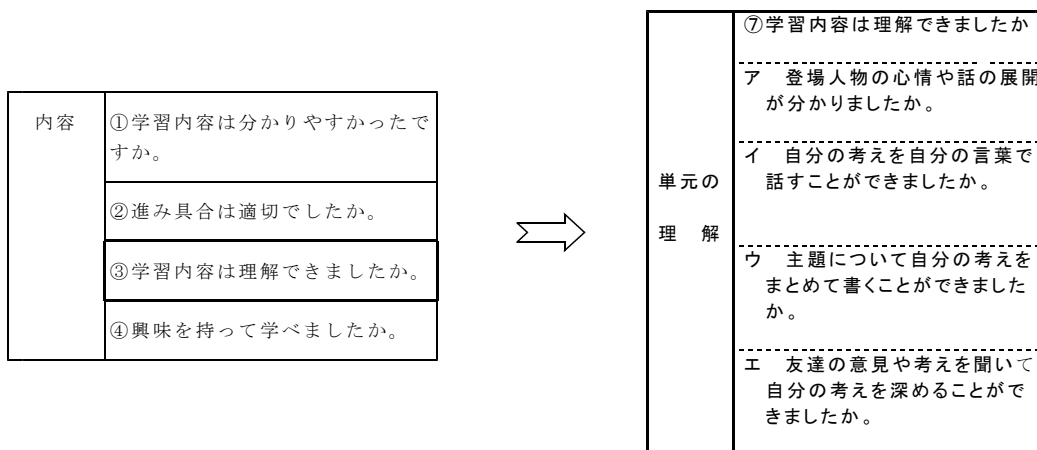 内容
①学習内容は分かりやすかったで
すか。
②進み具合は適切でしたか。
③学習内容は理解できましたか。
④興味を持って学べましたか。
単元の
理　解
⑦学習内容は理解できましたか
ア　登場人物の心情や話の展開
が分かりましたか。
イ　自分の考えを自分の言葉で
話すことができましたか。
ウ　主題について自分の考えを
まとめて書くことができました
か。
エ　友達の意見や考えを聞いて
自分の考えを深めることがで
きましたか。